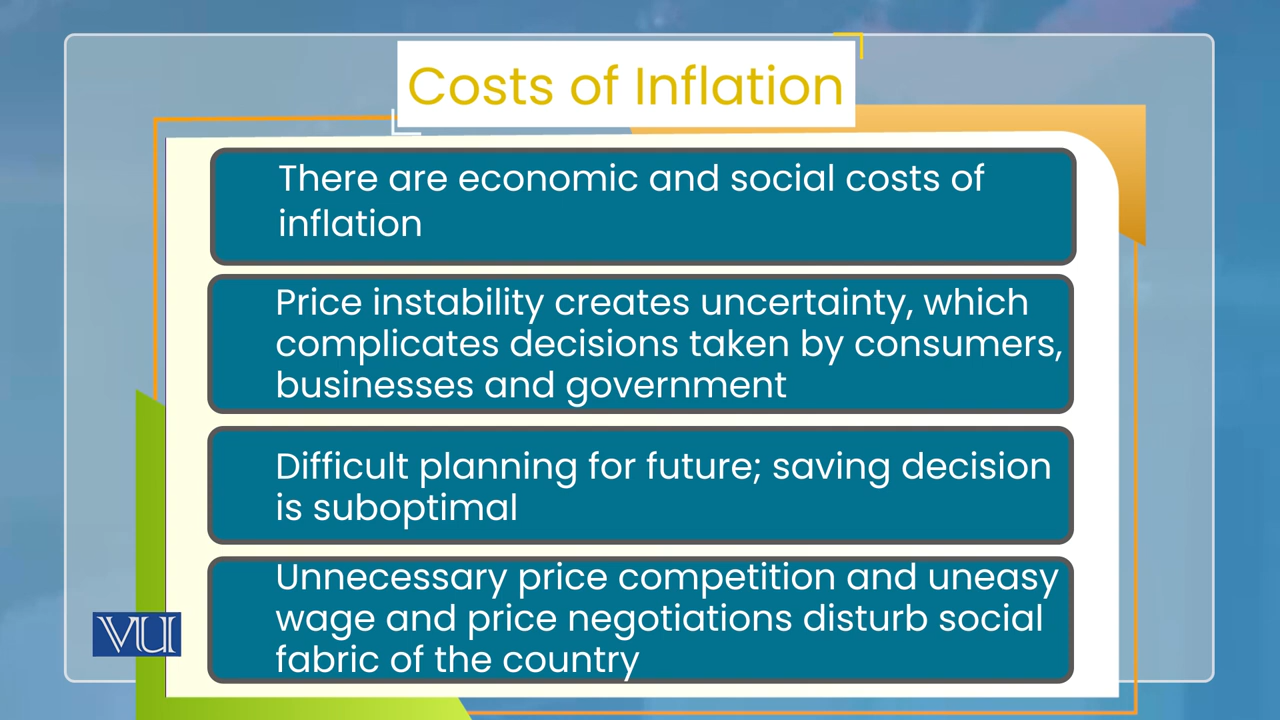 Costs of Inflation
There are economic and social costs of
inflation
Price instability creates uncertainty, which
complicates decisions taken by consumers,
businesses and government
Difficult planning for future; saving decision
is suboptimal
Unnecessary price competition and uneasy
wage and price negotiations disturb social
fabric of the country
VU